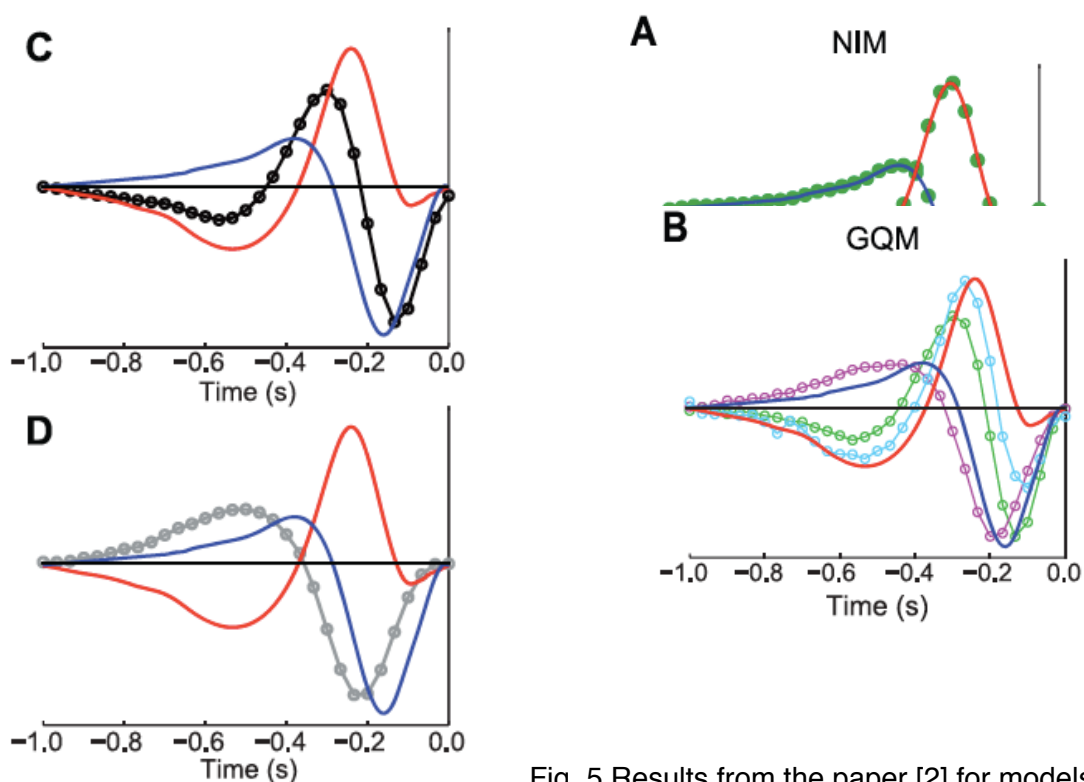 C
−1.0 −0.8 −0.6 −0.4 −0.2 0.0
Time (s)
D
−1.0 −0.8 −0.6 −0.4 −0.2 0.0
Time (s)
A
NIM
B
GQM
−1.0 −0.8 −0.6 −0.4 −0.2 0.0
Time (s)
Fig. 5 Results from the paper [2] for models